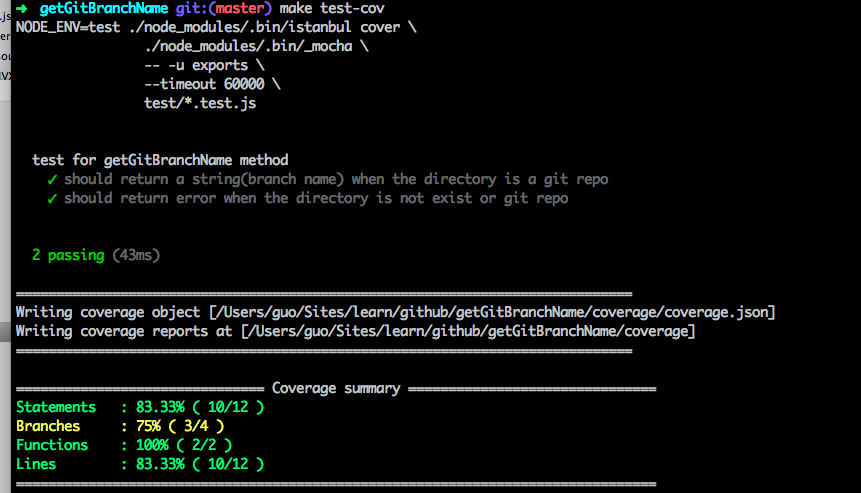 ➜ getGitBranchName git:(master) make test-cov
NODE_ENV=test ./node_modules/.bin/istanbul cover \
./node_modules/.bin/_mocha \
-- -u exports \
--timeout 60000 \
test/*.test.js
test for getGitBranchName method
✓ should return a string(branch name) when the directory is a git repo
✓ should return error when the directory is not exist or git repo
2 passing (43ms)
=============================================================================
Writing coverage object [/Users/guo/Sites/learn/github/getGitBranchName/coverage/coverage.json]
Writing coverage reports at [/Users/guo/Sites/learn/github/getGitBranchName/coverage]
=============================================================================
=============================== Coverage summary ===============================
Statements : 83.33% ( 10/12 )
Branches : 75% ( 3/4 )
Functions : 100% ( 2/2 )
Lines : 83.33% ( 10/12 )
================================================================================